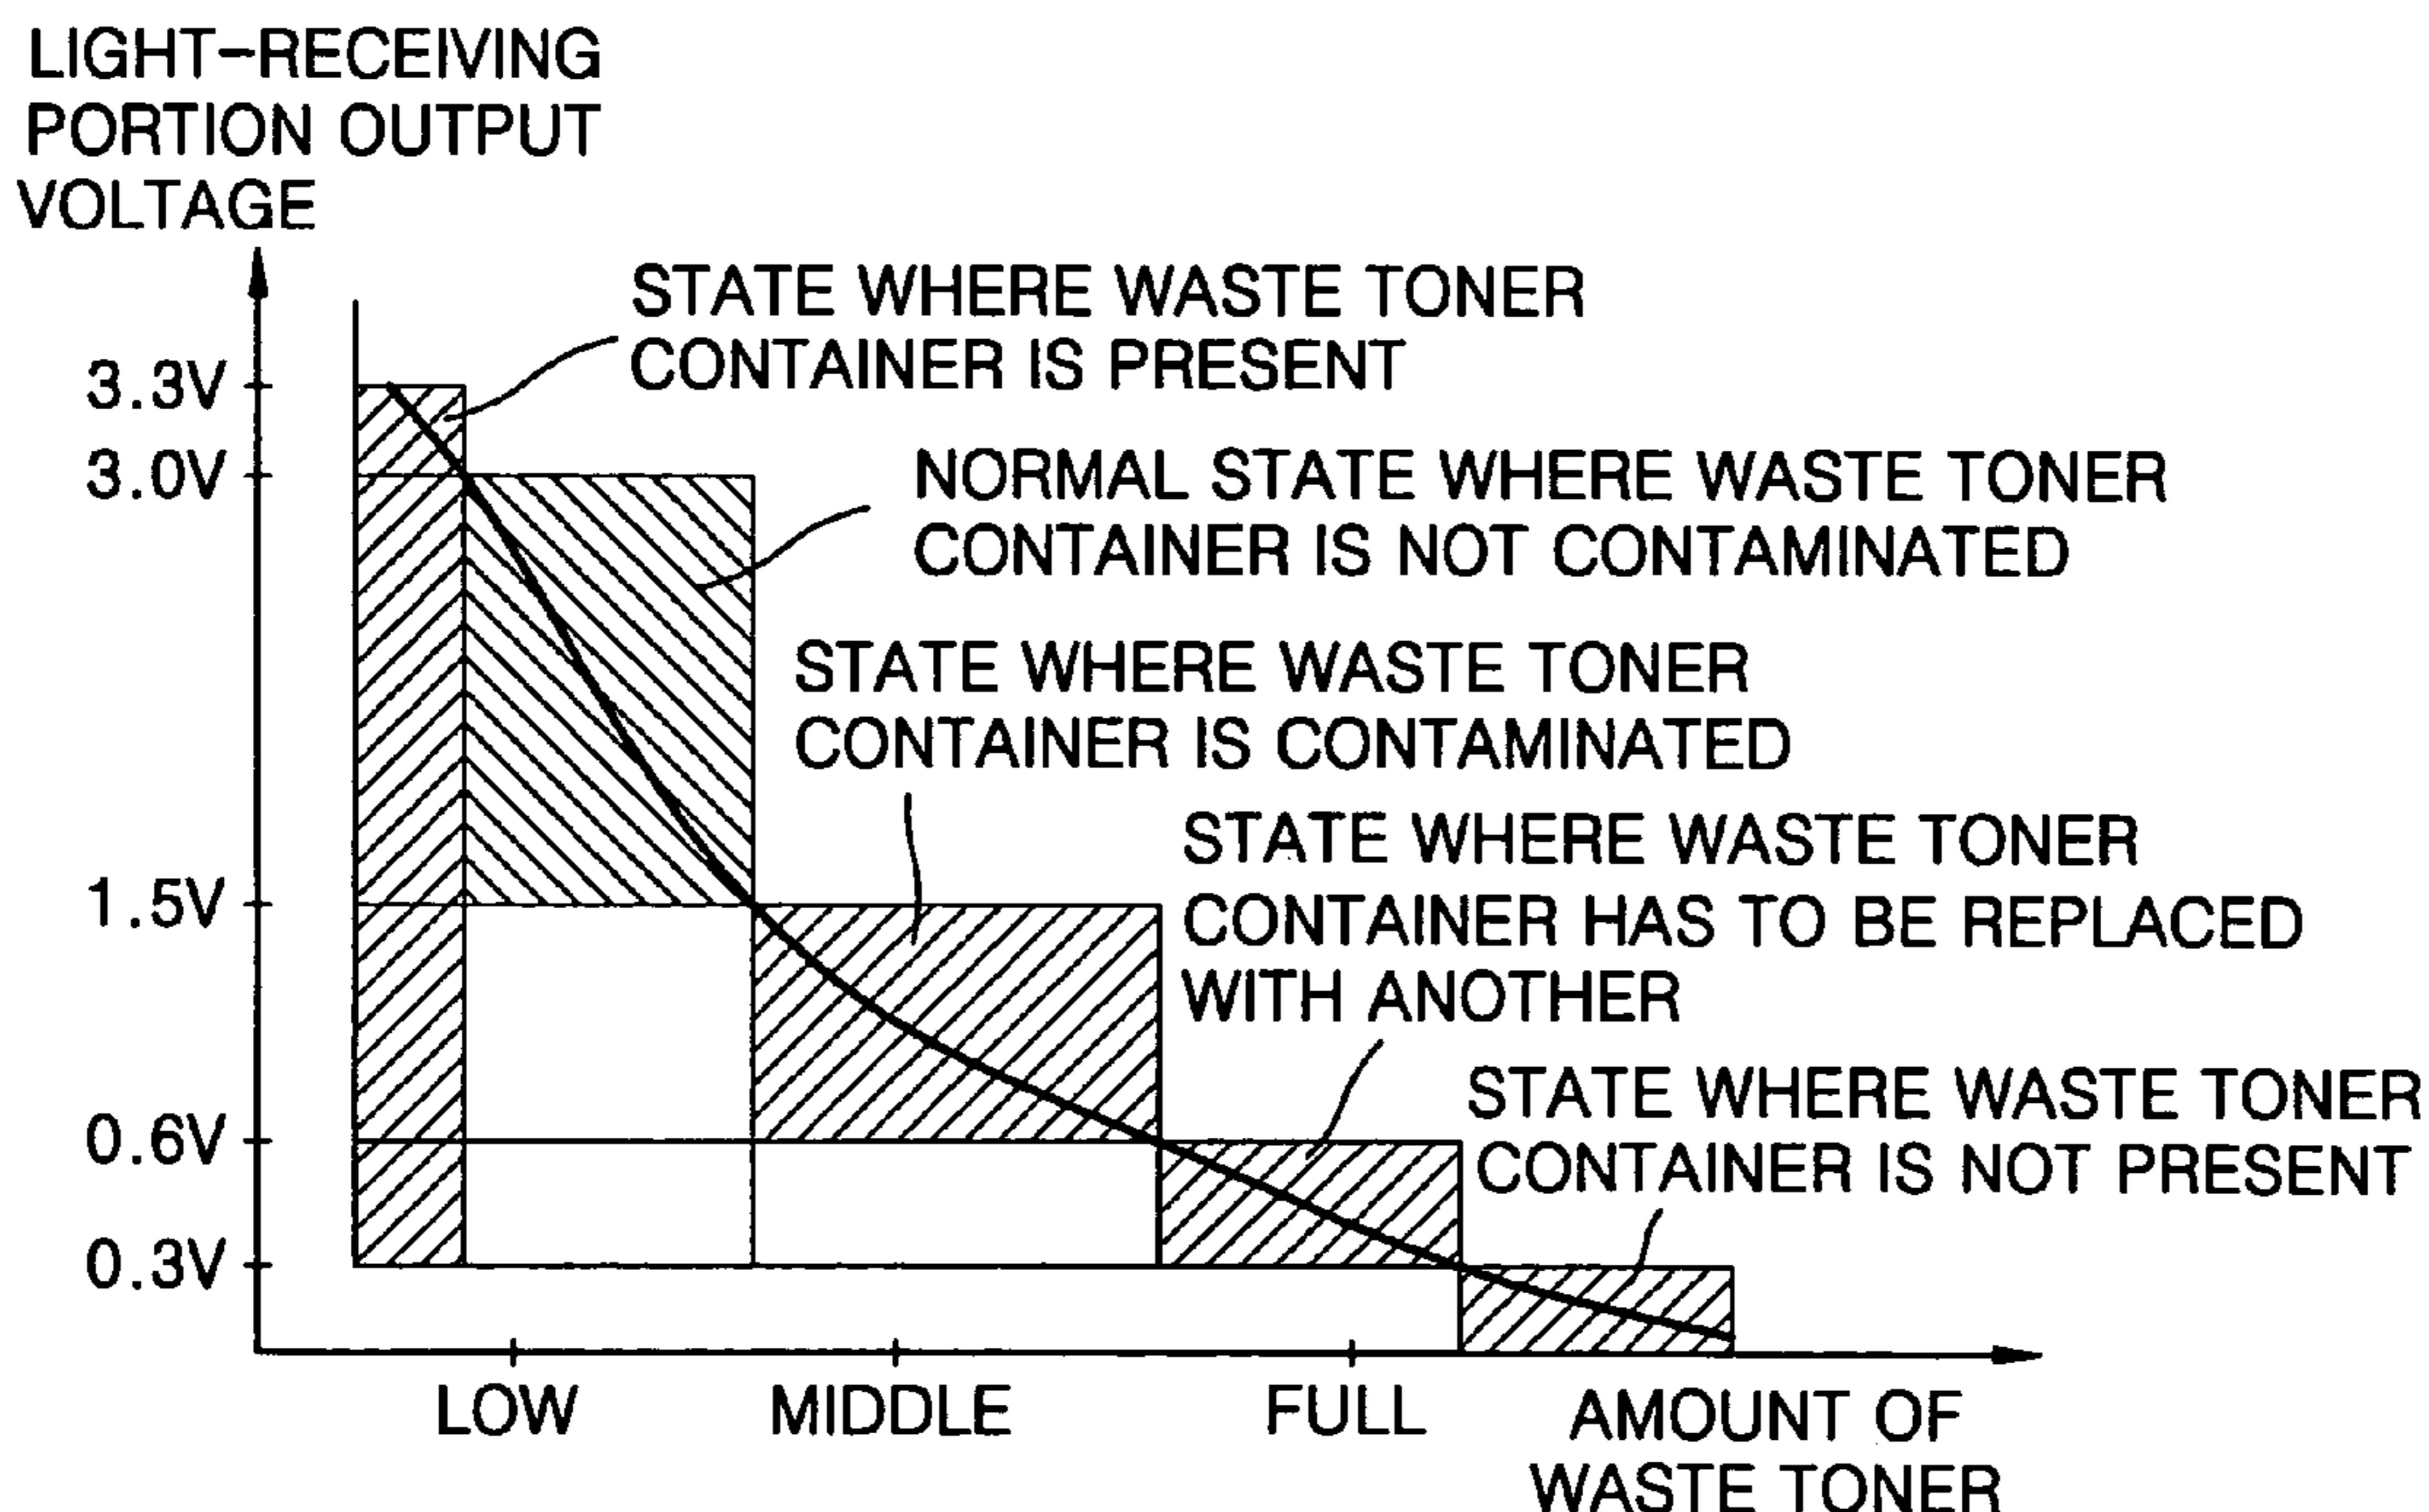 LIGHT-RECEIVING
PORTION OUTPUT
VOLTAGE
STATE WHERE WASTE TONER
CONTAINER IS PRESENT
3.3V
3.0V
NORMAL STATE WHERE WASTE TONER
CONTAINER IS NOT CONTAMINATED
STATE WHERE WASTE TONER
CONTAINER IS CONTAMINATED
1.5V
STATE WHERE WASTE TONER
CONTAINER HAS TO BE REPLACED
WITH ANOTHER
STATE WHERE WASTE TONER
CONTAINER IS NOT PRESENT
0.6V
0.3V
LOW
MIDDLE
FULL
AMOUNT OF
WASTE TONER